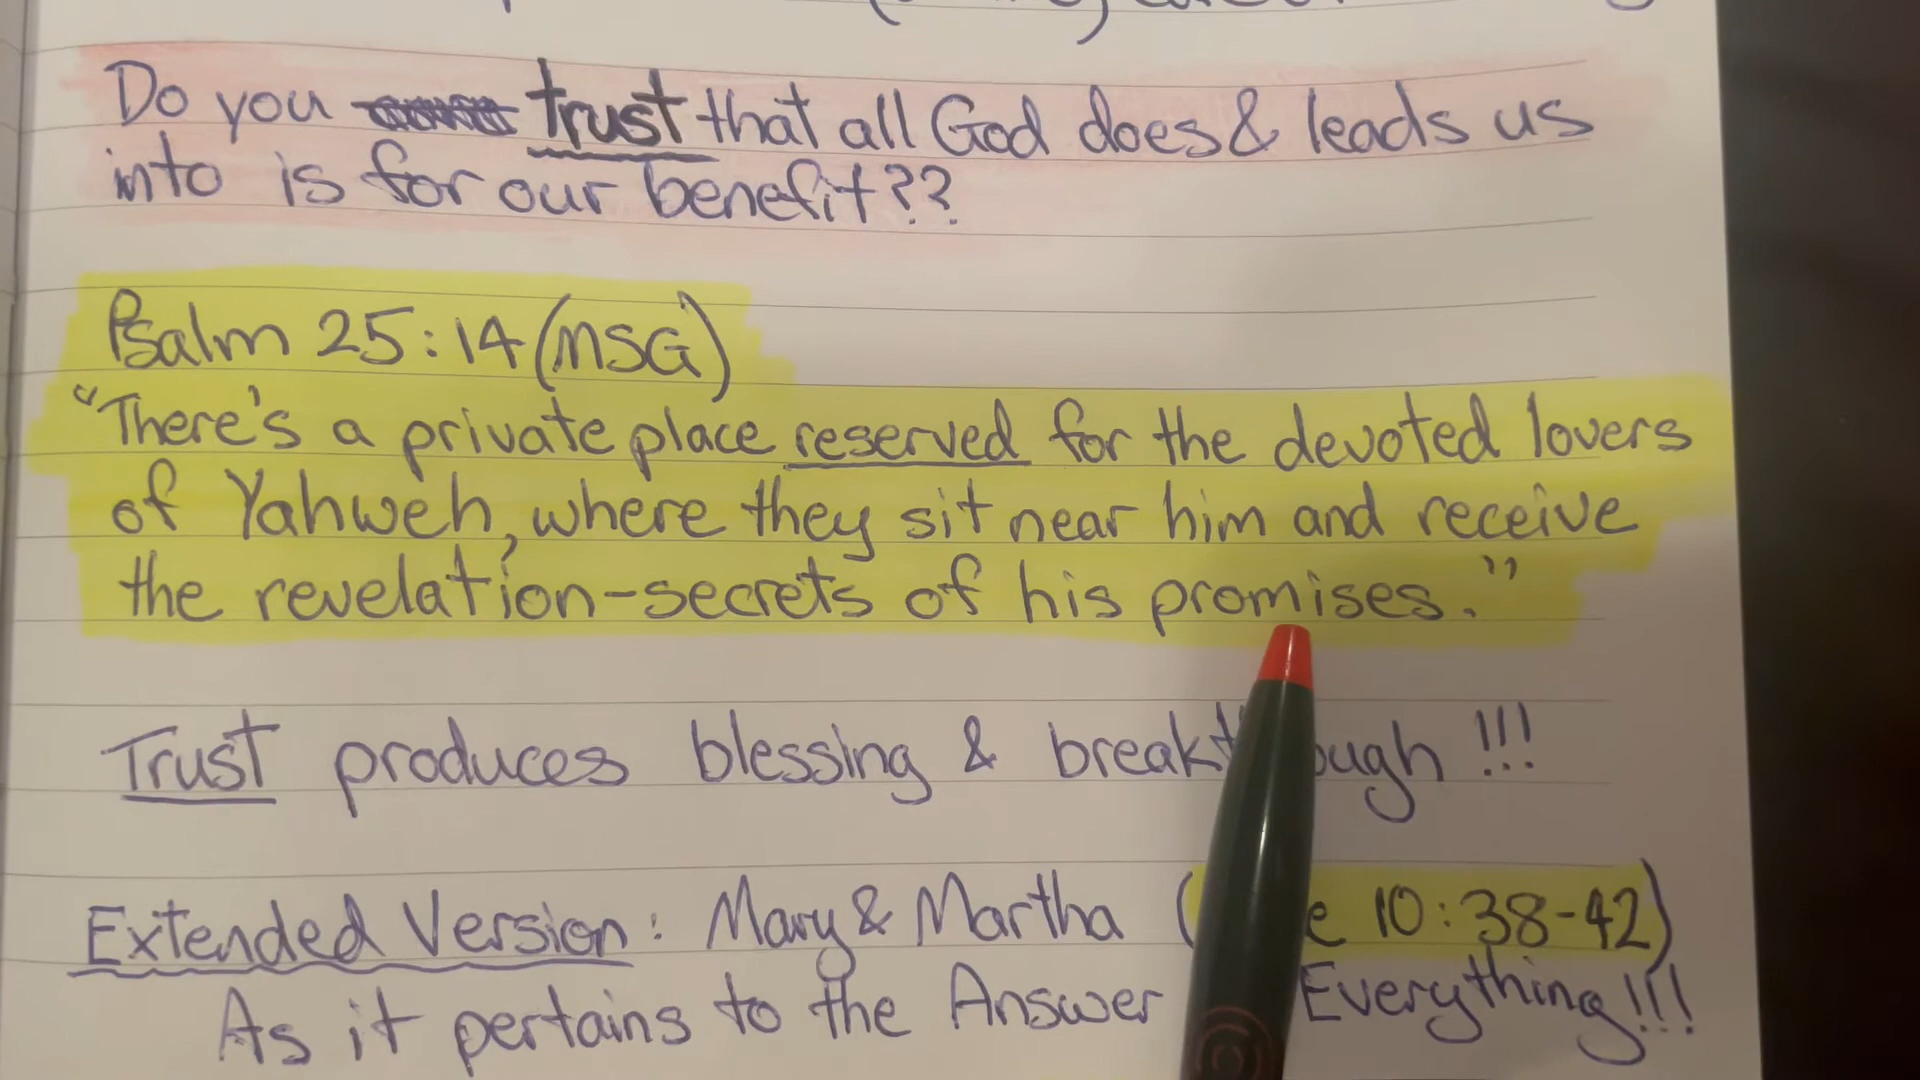 Do you trust that all God does & leads us
into is for our benefit??
Psalm 25:14 (MSG)
"There's a private place reserved for the devoted lovers
of Yahweh, where they sit near him and receive
the revelation-secrets of his promises."
Trust produces blessing & breakt ough!!!
Extended Version: Mary & Martha ( e 10:38-42)
As it pertains to the Answer Everything!!!